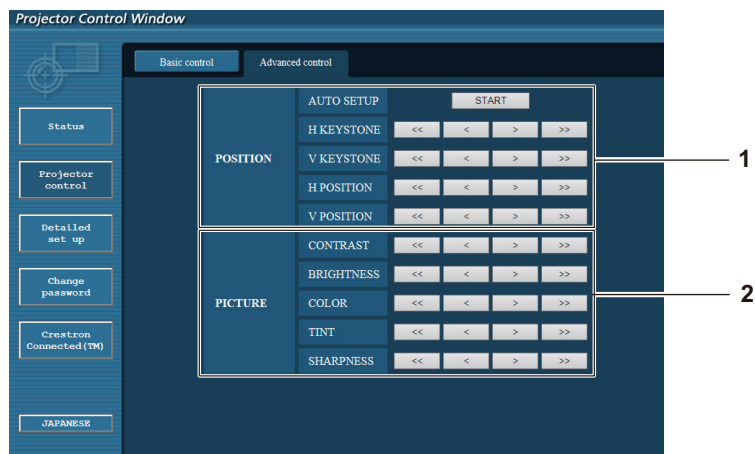 Projector Control Window
Basic control Advanced control
Status
Projector
control
Detailed
set up
Change
password
Crestron
Connected(TM)
JAPANESE
POSITION
AUTO SETUP START
H KEYSTONE << < > >>
V KEYSTONE << < > >>
H POSITION << < > >>
V POSITION << < > >>
1
PICTURE
CONTRAST << < > >>
BRIGHTNESS << < > >>
COLOR << < > >>
TINT << < > >>
SHARPNESS << < > >>
2